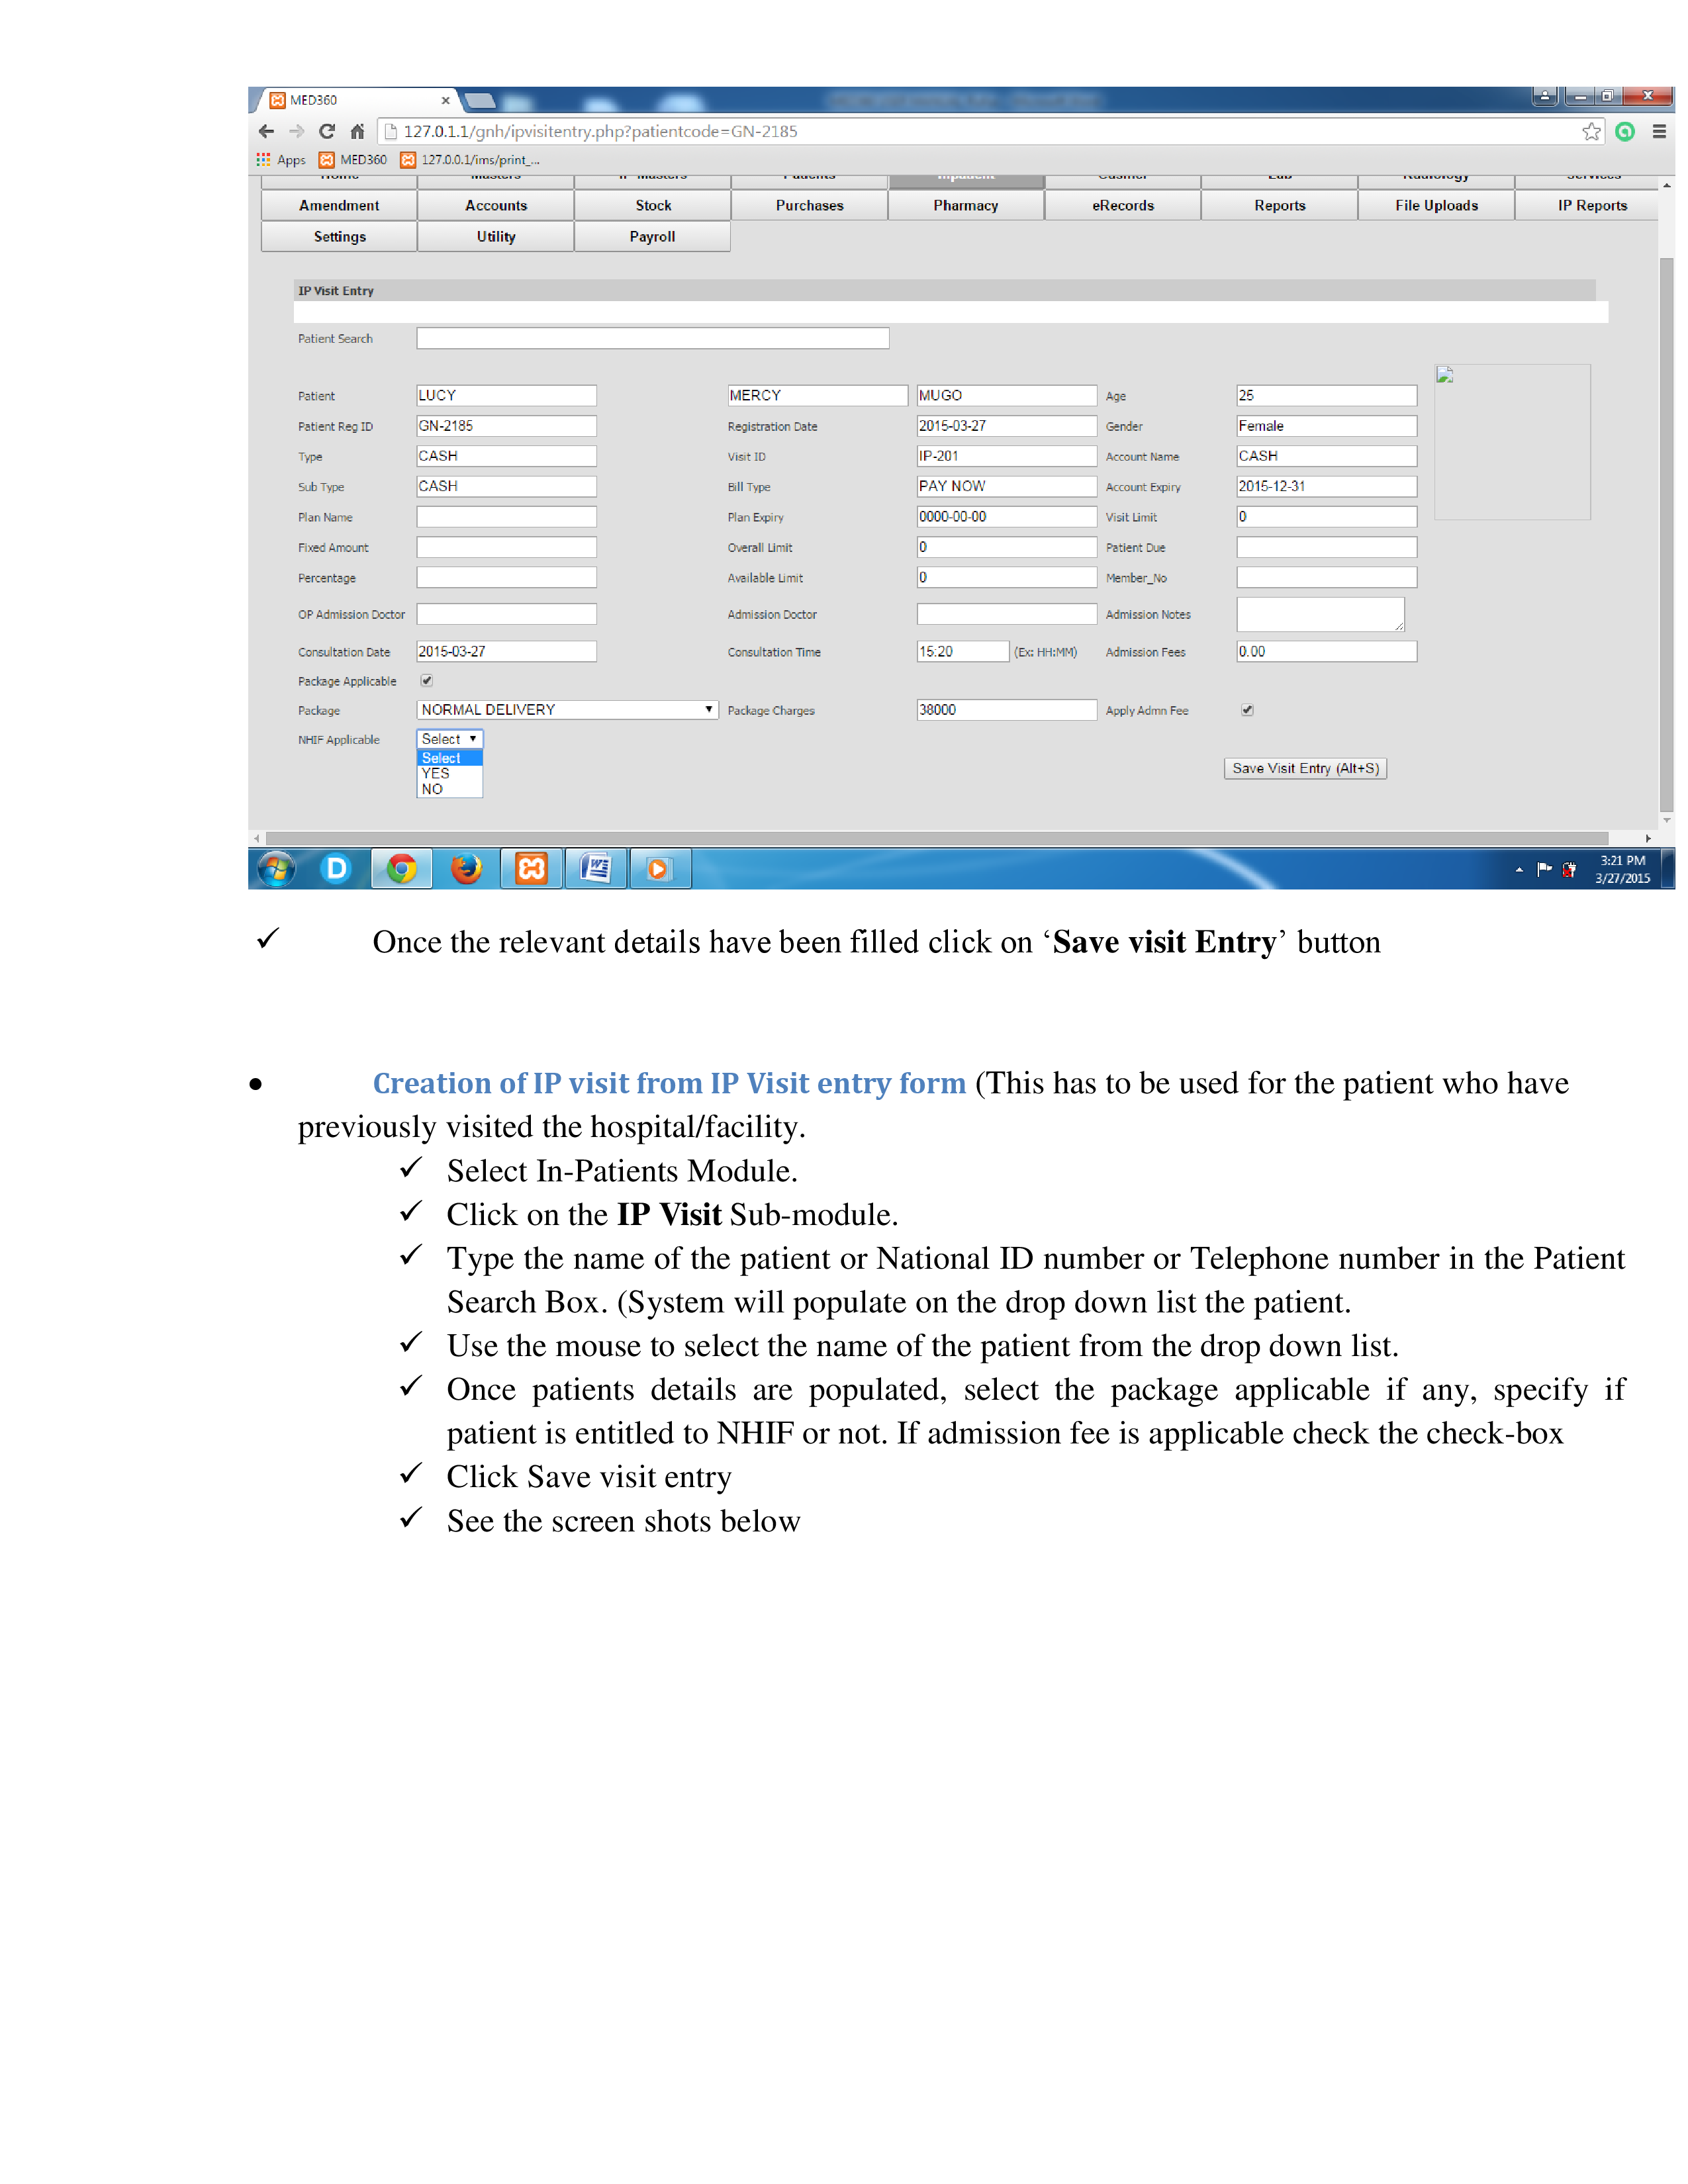 MED360
127.0.1.1/gnh/ipvisitentry.php?patientcode=GN-2185
Apps MED360 127.0.0.1/ims/print_...
Home Masters IP Masters Patients Inpatient Cashier Lab Radiology Services
Amendment Accounts Stock Purchases Pharmacy eRecords Reports File Uploads IP Reports
Settings Utility Payroll
IP Visit Entry
Patient Search
Patient LUCY MERCY MUGO Age 25
Patient Reg ID GN-2185 Registration Date 2015-03-27 Gender Female
Type CASH Visit ID IP-201 Account Name CASH
Sub Type CASH Bill Type PAY NOW Account Expiry 2015-12-31
Plan Name Plan Expiry 0000-00-00 Visit Limit 0
Fixed Amount Overall Limit 0 Patient Due
Percentage Available Limit 0 Member_No
OP Admission Doctor Admission Doctor Admission Notes
Consultation Date 2015-03-27 Consultation Time 15:20 (Ex: HH:MM) Admission Fees 0.00
Package Applicable
Package NORMAL DELIVERY Package Charges 38000 Apply Admn Fee
NHIF Applicable Select
Select
YES
NO
Save Visit Entry (Alt+S)
3:21 PM
3/27/2015
✓ Once the relevant details have been filled click on ‘Save visit Entry’ button
• Creation of IP visit from IP Visit entry form (This has to be used for the patient who have
previously visited the hospital/facility.
✓ Select In-Patients Module.
✓ Click on the IP Visit Sub-module.
✓ Type the name of the patient or National ID number or Telephone number in the Patient
Search Box. (System will populate on the drop down list the patient.
✓ Use the mouse to select the name of the patient from the drop down list.
✓ Once patients details are populated, select the package applicable if any, specify if
patient is entitled to NHIF or not. If admission fee is applicable check the check-box
✓ Click Save visit entry
✓ See the screen shots below